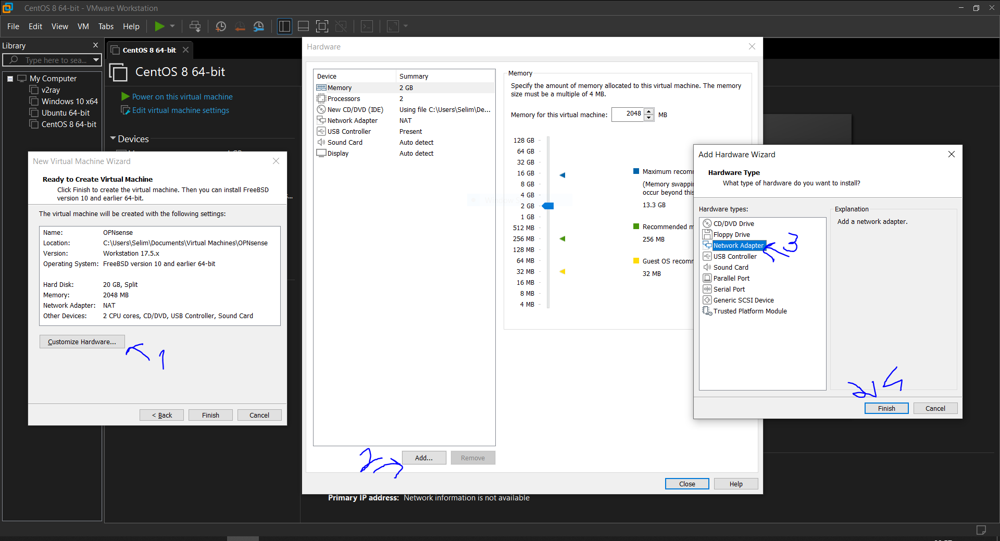 CentOS 8 64-bit - VMware Workstation
File Edit View VM Tabs Help
Library
Type here to sea...
My Computer
v2ray
Windows 10 x64
Ubuntu 64-bit
CentOS 8 64-bit
CentOS 8 64-bit
CentOS 8 64-bit
Power on this virtual machine
Edit virtual machine settings
Devices
New Virtual Machine Wizard
Ready to Create Virtual Machine
Click Finish to create the virtual machine. Then you can install FreeBSD
version 10 and earlier 64-bit.
The virtual machine will be created with the following settings:
Name: OPNsense
Location: C:\Users\Selim\Documents\Virtual Machines\OPNsense
Version: Workstation 17.5.x
Operating System: FreeBSD version 10 and earlier 64-bit
Hard Disk: 20 GB, Split
Memory: 2048 MB
Network Adapter: NAT
Other Devices: 2 CPU cores, CD/DVD, USB Controller, Sound Card
Customize Hardware...
1
< Back Finish Cancel
Hardware
Device Summary
Memory 2 GB
Processors 2
New CD/DVD (IDE) Using file C:\Users\Selim\De...
Network Adapter NAT
USB Controller Present
Sound Card Auto detect
Display Auto detect
2
Add... Remove
Memory
Specify the amount of memory allocated to this virtual machine. The memory
size must be a multiple of 4 MB.
Memory for this virtual machine: 2048 MB
128 GB
64 GB
32 GB
16 GB
8 GB
4 GB
2 GB
1 GB
512 MB
256 MB
128 MB
64 MB
32 MB
16 MB
8 MB
4 MB
Maximum recom
(Memory swappi
occur beyond this
13.3 GB
Recommended m
256 MB
Guest OS recom
32 MB
Close Help
Primary IP address: Network information is not available
Add Hardware Wizard
Hardware Type
What type of hardware do you want to install?
Hardware types:
CD/DVD Drive
Floppy Drive
Network Adapter
3
USB Controller
Sound Card
Parallel Port
Serial Port
Generic SCSI Device
Trusted Platform Module
Explanation
Add a network adapter.
4
Finish Cancel